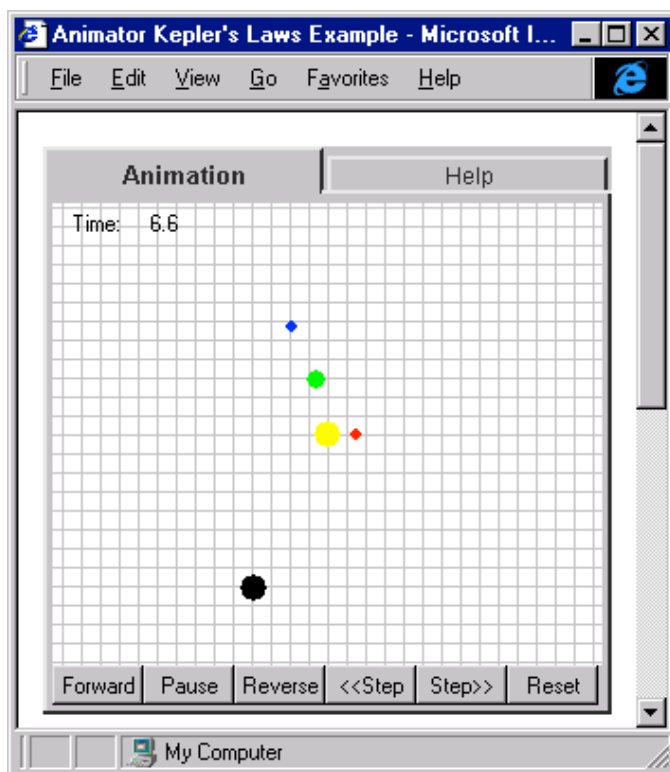 Animator Kepler's Laws Example - Microsoft I...
File Edit View Go Favorites Help
Animation Help
Time: 6.6
Forward Pause Reverse <<Step Step>> Reset
My Computer